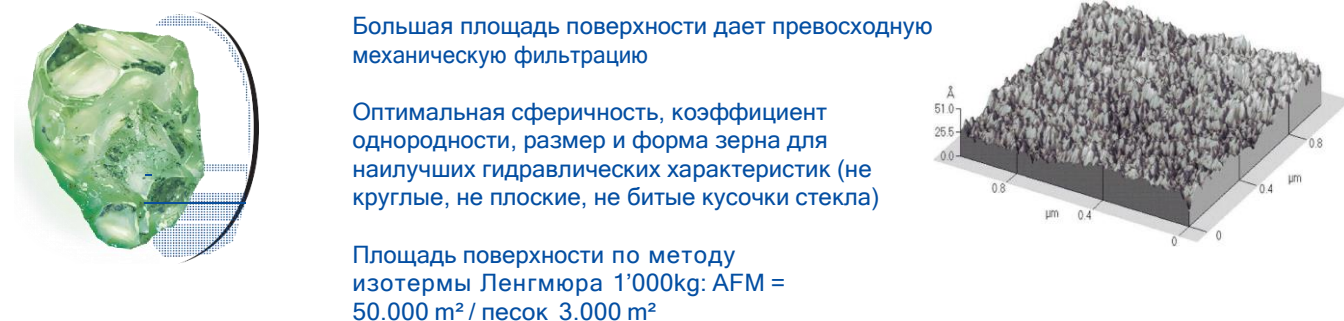 Большая площадь поверхности дает превосходную
механическую фильтрацию
Оптимальная сферичность, коэффициент
однородности, размер и форма зерна для
наилучших гидравлических характеристик (не
круглые, не плоские, не битые кусочки стекла)
Площадь поверхности по методу
изотермы Ленгмюра 1’000kg: AFM =
50.000 m² / песок 3.000 m²
Å
51.0
25.5
0.0
0.8
µm
0.4
0
0
0.4
µm
0.8